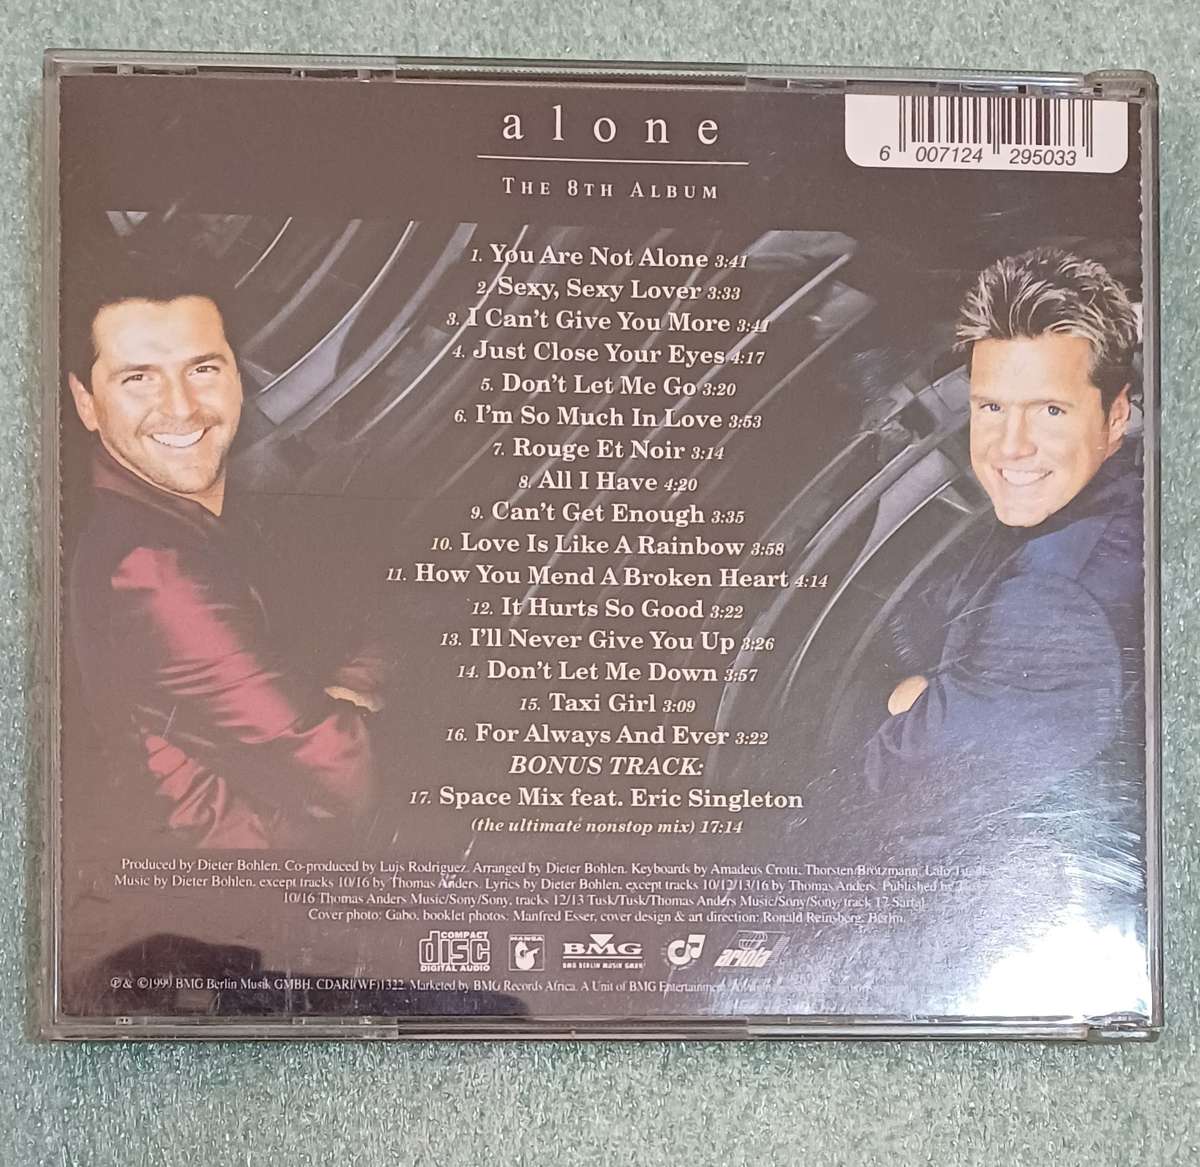 alone
THE 8TH ALBUM
6 007124 295033
1. You Are Not Alone 3:41
2. Sexy, Sexy Lover 3:33
3. I Can't Give You More 3:41
4. Just Close Your Eyes 4:17
5. Don't Let Me Go 3:20
6. I'm So Much In Love 3:53
7. Rouge Et Noir 3:14
8. All I Have 4:20
9. Can't Get Enough 3:35
10. Love Is Like A Rainbow 3:58
11. How You Mend A Broken Heart 4:14
12. It Hurts So Good 3:22
13. I'll Never Give You Up 3:26
14. Don't Let Me Down 3:57
15. Taxi Girl 3:09
16. For Always And Ever 3:22
BONUS TRACK:
17. Space Mix feat. Eric Singleton
(the ultimate nonstop mix) 17:14
Produced by Dieter Bohlen. Co-produced by Luis Rodriguez. Arranged by Dieter Bohlen. Keyboards by Amadeus Crotti, Thorsten Brötzmann, Lalo
Music by Dieter Bohlen, except tracks 10/16 by Thomas Anders. Lyrics by Dieter Bohlen, except tracks 10/12/13/16 by Thomas Anders. Published by
10/16 Thomas Anders Music/Sony/Sony, tracks 12/13 Tusk/Tusk/Thomas Anders Music/Sony/Sony, track 17
Cover photo: Gabo, booklet photos: Manfred Esser, cover design & art direction: Ronald Reinsberg, Berlin.
COMPACT disc DIGITAL AUDIO
HANSA
BMG
BMG BERLIN MUSIK GMBH
ariola
℗& ©1999 BMG Berlin Musik GMBH. CDARI(WF)1322. Marketed by BMG Records Africa. A Unit of BMG Entertainment